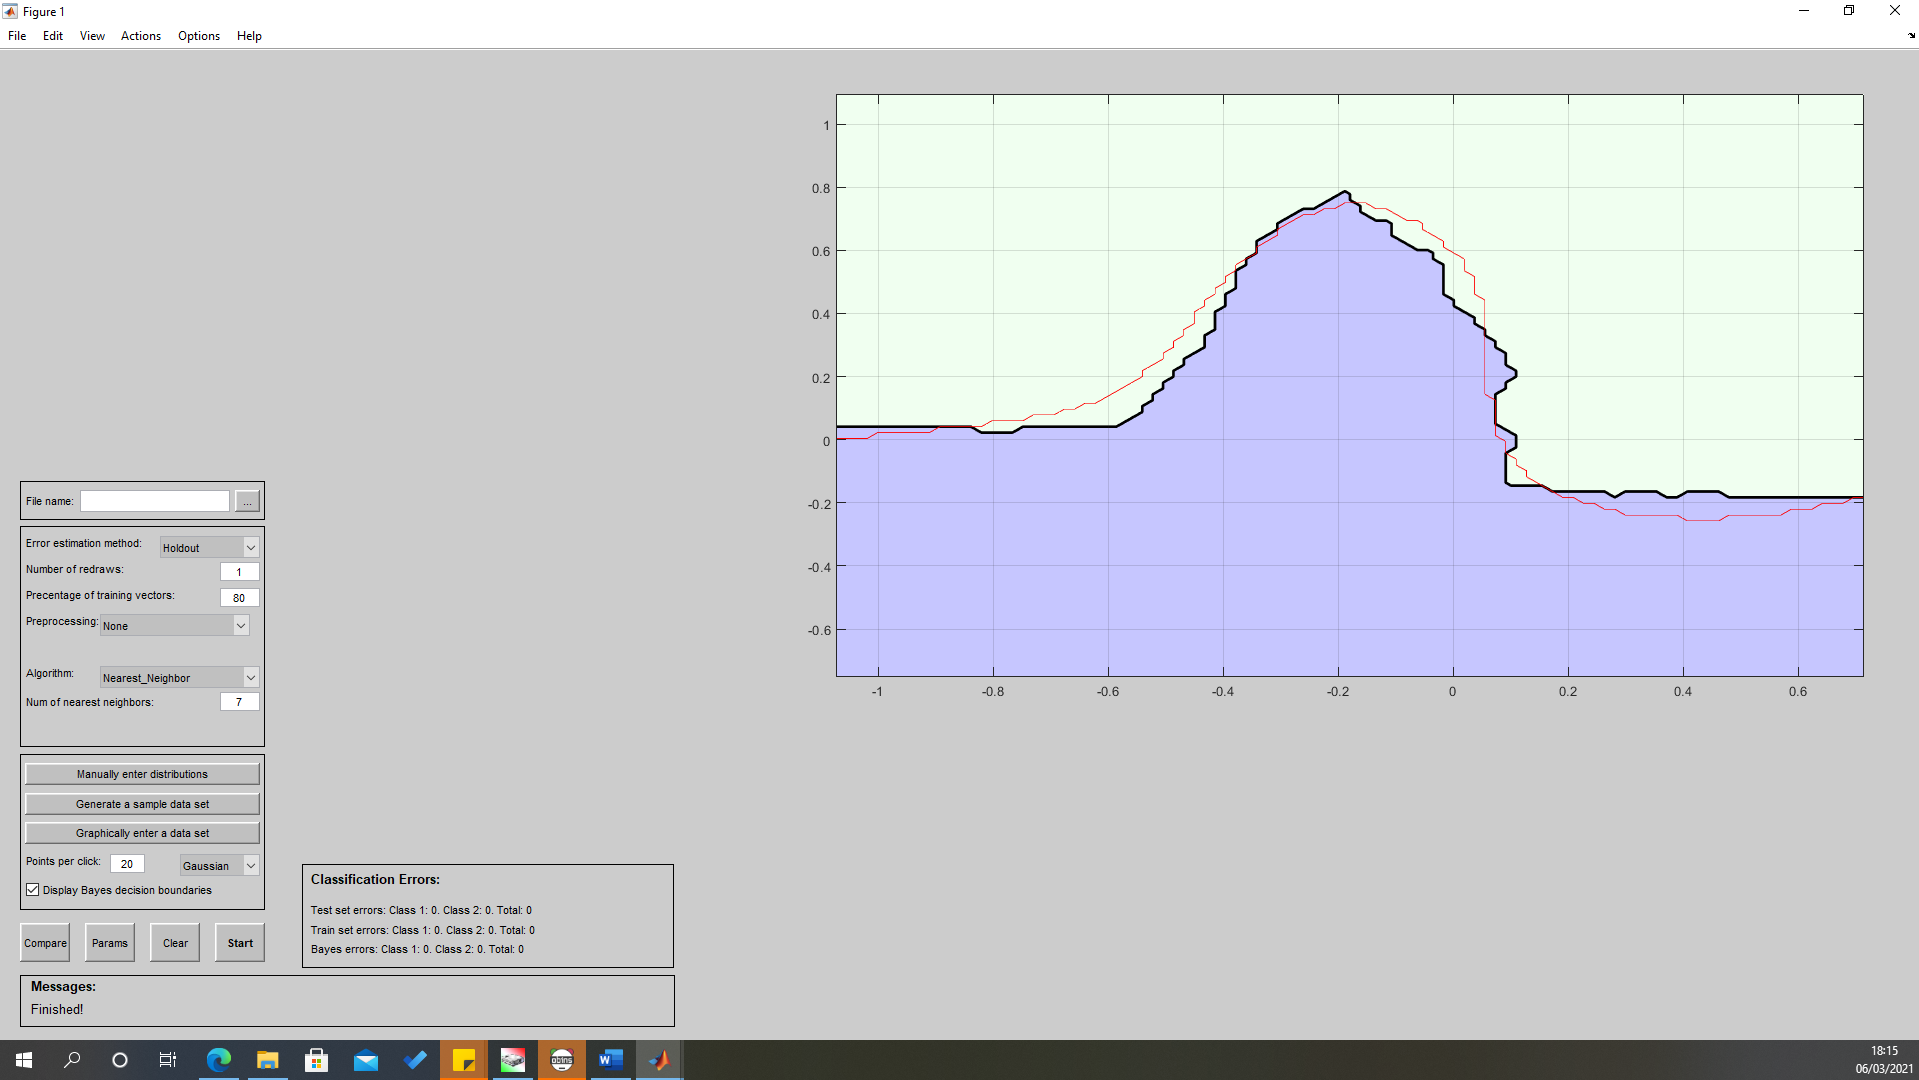 Figure 1
File Edit View Actions Options Help
1
0.8
0.6
0.4
0.2
0
-0.2
-0.4
-0.6
-1 -0.8 -0.6 -0.4 -0.2 0 0.2 0.4 0.6
File name: ...
Error estimation method: Holdout
Number of redraws: 1
Precentage of training vectors: 80
Preprocessing: None
Algorithm: Nearest_Neighbor
Num of nearest neighbors: 7
Manually enter distributions
Generate a sample data set
Graphically enter a data set
Points per click: 20 Gaussian
Display Bayes decision boundaries
Compare Params Clear Start
Classification Errors:
Test set errors: Class 1: 0. Class 2: 0. Total: 0
Train set errors: Class 1: 0. Class 2: 0. Total: 0
Bayes errors: Class 1: 0. Class 2: 0. Total: 0
Messages:
Finished!
18:15
06/03/2021